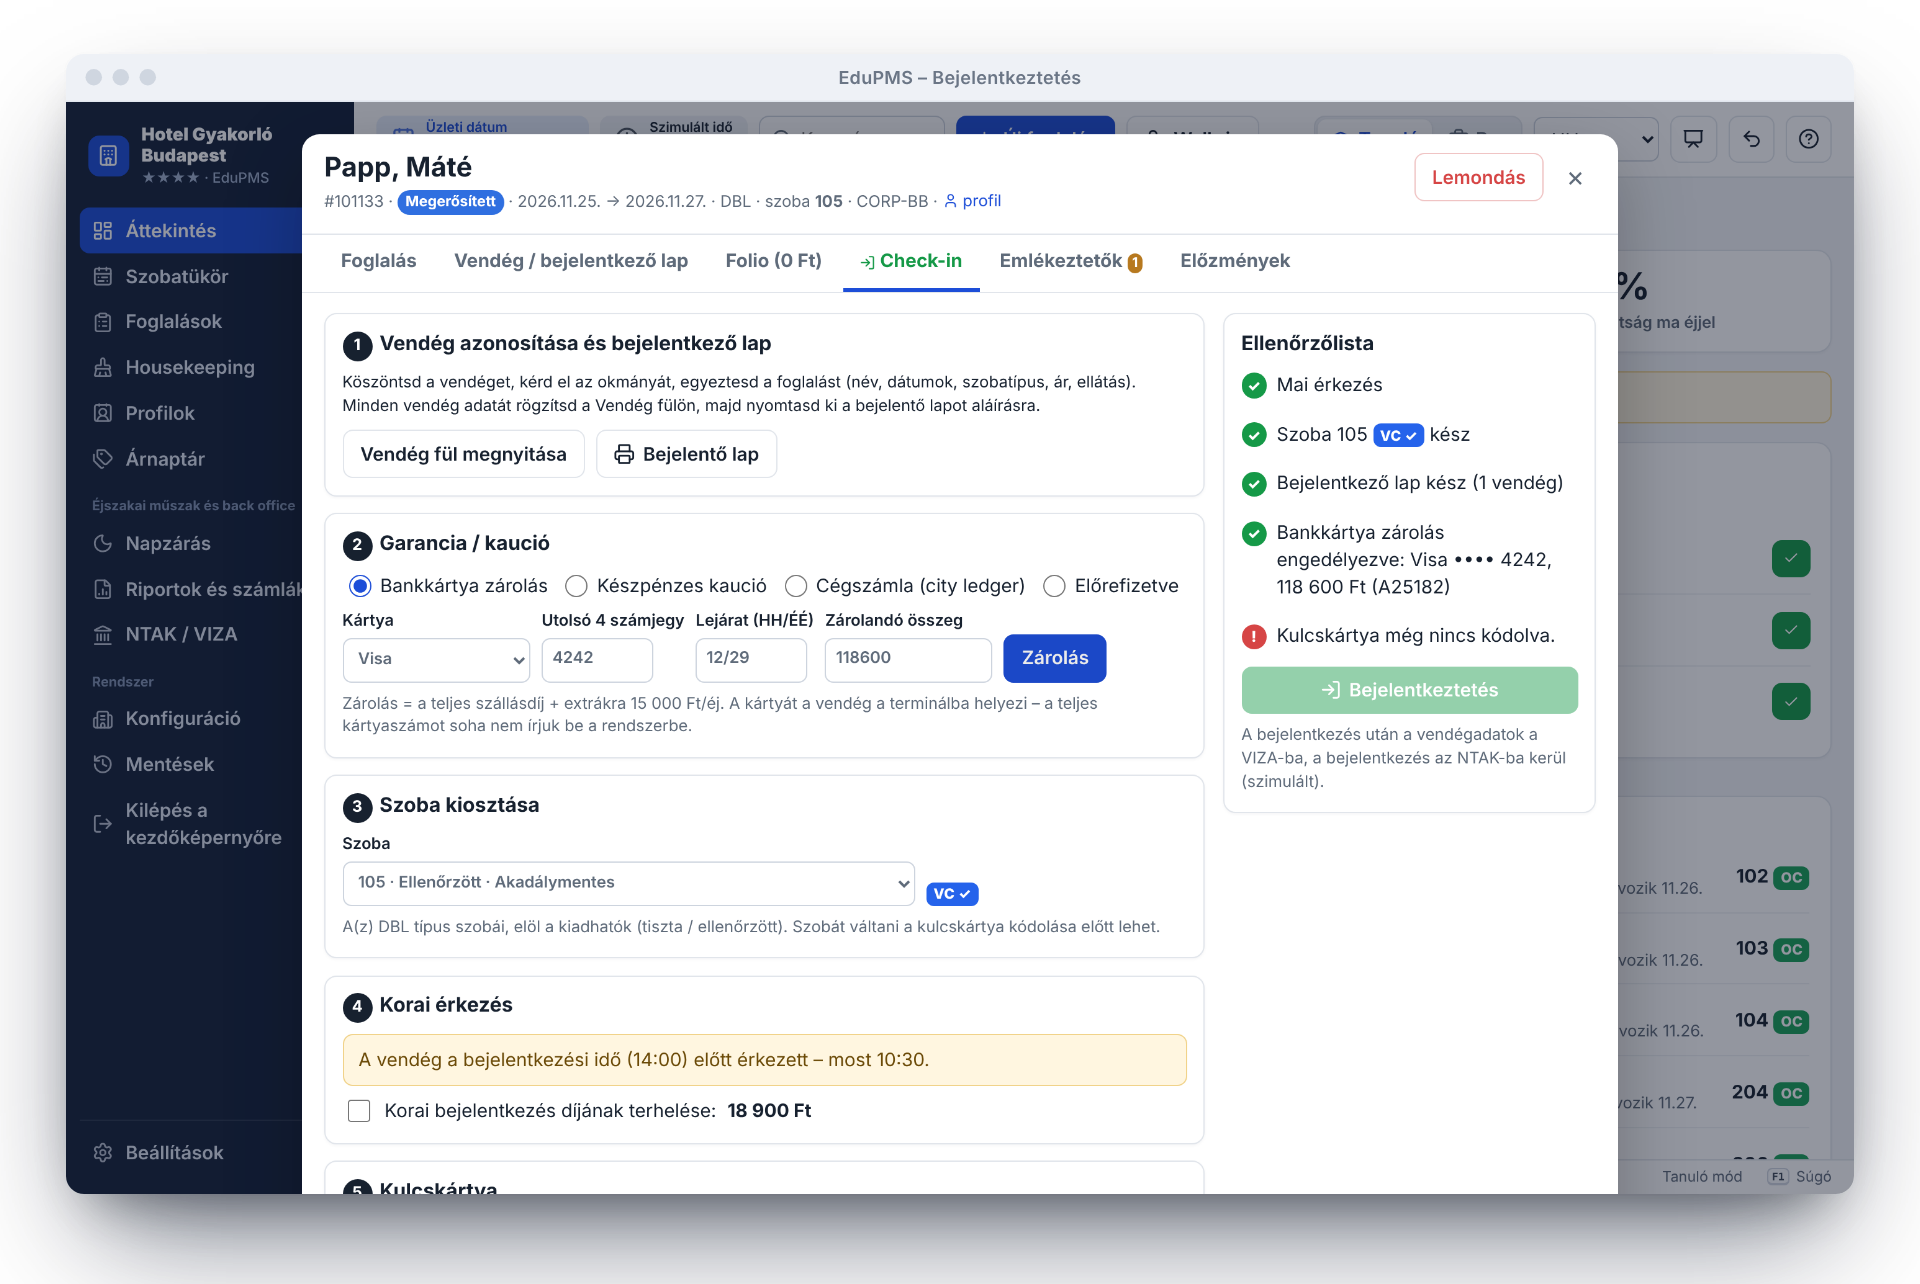 EduPMS – Bejelentkeztetés
Hotel Gyakorló
Budapest
★★★★ · EduPMS
Áttekintés
Szobatükör
Foglalások
Housekeeping
Profilok
Árnaptár
Éjszakai műszak és back office
Napzárás
Riportok és számlák
NTAK / VIZA
Rendszer
Konfiguráció
Mentések
Kilépés a
kezdőképernyőre
Beállítások
Üzleti dátum
Szimulált idő
Papp, Máté
Lemondás
#101133 · Megerősített · 2026.11.25. → 2026.11.27. · DBL · szoba 105 · CORP-BB · profil
Foglalás
Vendég / bejelentkező lap
Folio (0 Ft)
Check-in
Emlékeztetők 1
Előzmények
1 Vendég azonosítása és bejelentkező lap
Köszöntsd a vendéget, kérd el az okmányát, egyeztesd a foglalást (név, dátumok, szobatípus, ár, ellátás).
Minden vendég adatát rögzítsd a Vendég fülön, majd nyomtasd ki a bejelentő lapot aláírásra.
Vendég fül megnyitása
Bejelentő lap
2 Garancia / kaució
Bankkártya zárolás
Készpénzes kaució
Cégszámla (city ledger)
Előrefizetve
Kártya
Utolsó 4 számjegy
Lejárat (HH/ÉÉ)
Zárolandó összeg
Visa
4242
12/29
118600
Zárolás
Zárolás = a teljes szállásdíj + extrákra 15 000 Ft/éj. A kártyát a vendég a terminálba helyezi – a teljes
kártyaszámot soha nem írjuk be a rendszerbe.
3 Szoba kiosztása
Szoba
105 · Ellenőrzött · Akadálymentes
VC ✓
A(z) DBL típus szobái, elöl a kiadhatók (tiszta / ellenőrzött). Szobát váltani a kulcskártya kódolása előtt lehet.
4 Korai érkezés
A vendég a bejelentkezési idő (14:00) előtt érkezett – most 10:30.
Korai bejelentkezés díjának terhelése: 18 900 Ft
5 Kulcskártya
Ellenőrzőlista
Mai érkezés
Szoba 105 VC ✓ kész
Bejelentkező lap kész (1 vendég)
Bankkártya zárolás
engedélyezve: Visa •••• 4242,
118 600 Ft (A25182)
Kulcskártya még nincs kódolva.
Bejelentkeztetés
A bejelentkezés után a vendégadatok a
VIZA-ba, a bejelentkezés az NTAK-ba kerül
(szimulált).
%
ma éjjel
11.26.
102 OC
11.26.
103 OC
11.26.
104 OC
11.27.
204 OC
Tanuló mód
F1 Súgó